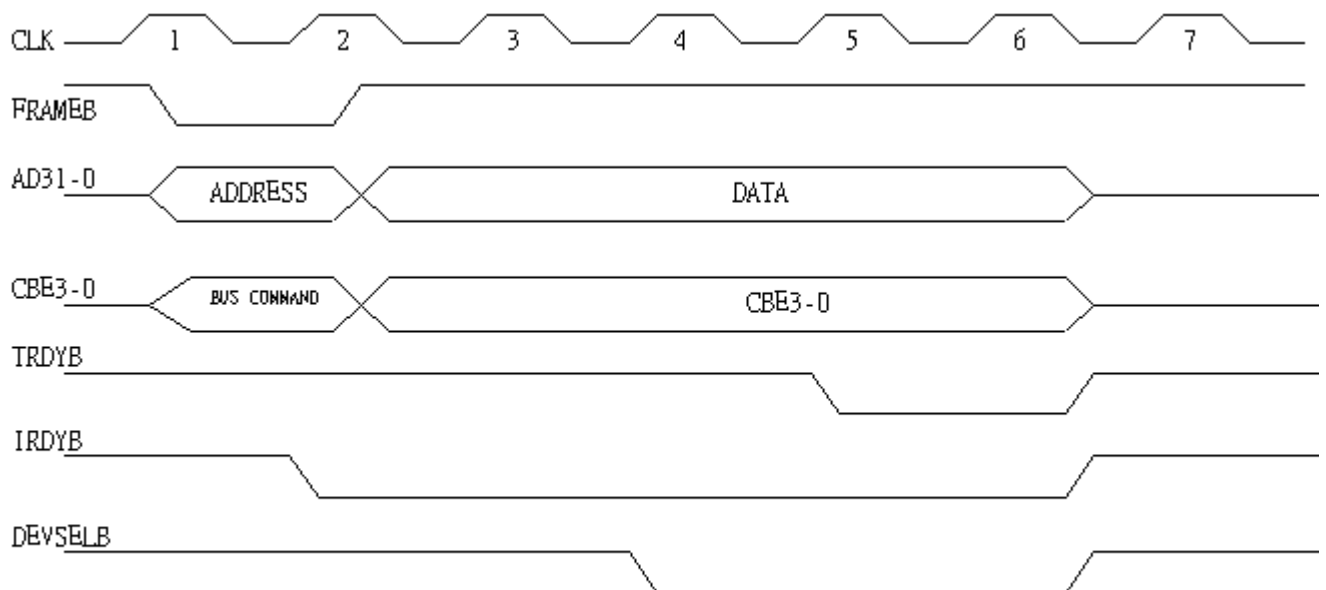 CLK 1 2 3 4 5 6 7
FRAMEB
AD31-0 ADDRESS DATA
CBE3-0 BUS COMMAND CBE3-0
TRDYB
IRDYB
DEVSELB